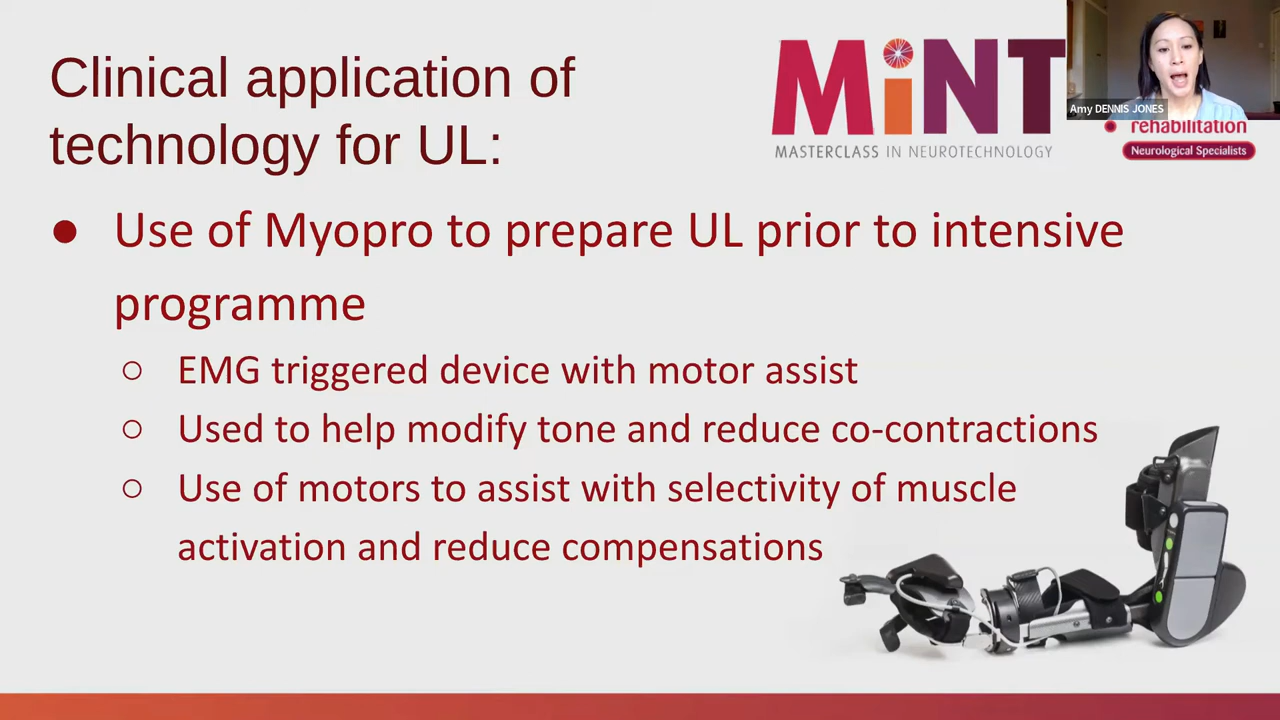 Clinical application of
technology for UL:
MiNT
MASTERCLASS IN NEUROTECHNOLOGY
Amy DENNIS JONES
rehabilitation
Neurological Specialists
● Use of Myopro to prepare UL prior to intensive
programme
○ EMG triggered device with motor assist
○ Used to help modify tone and reduce co-contractions
○ Use of motors to assist with selectivity of muscle
activation and reduce compensations